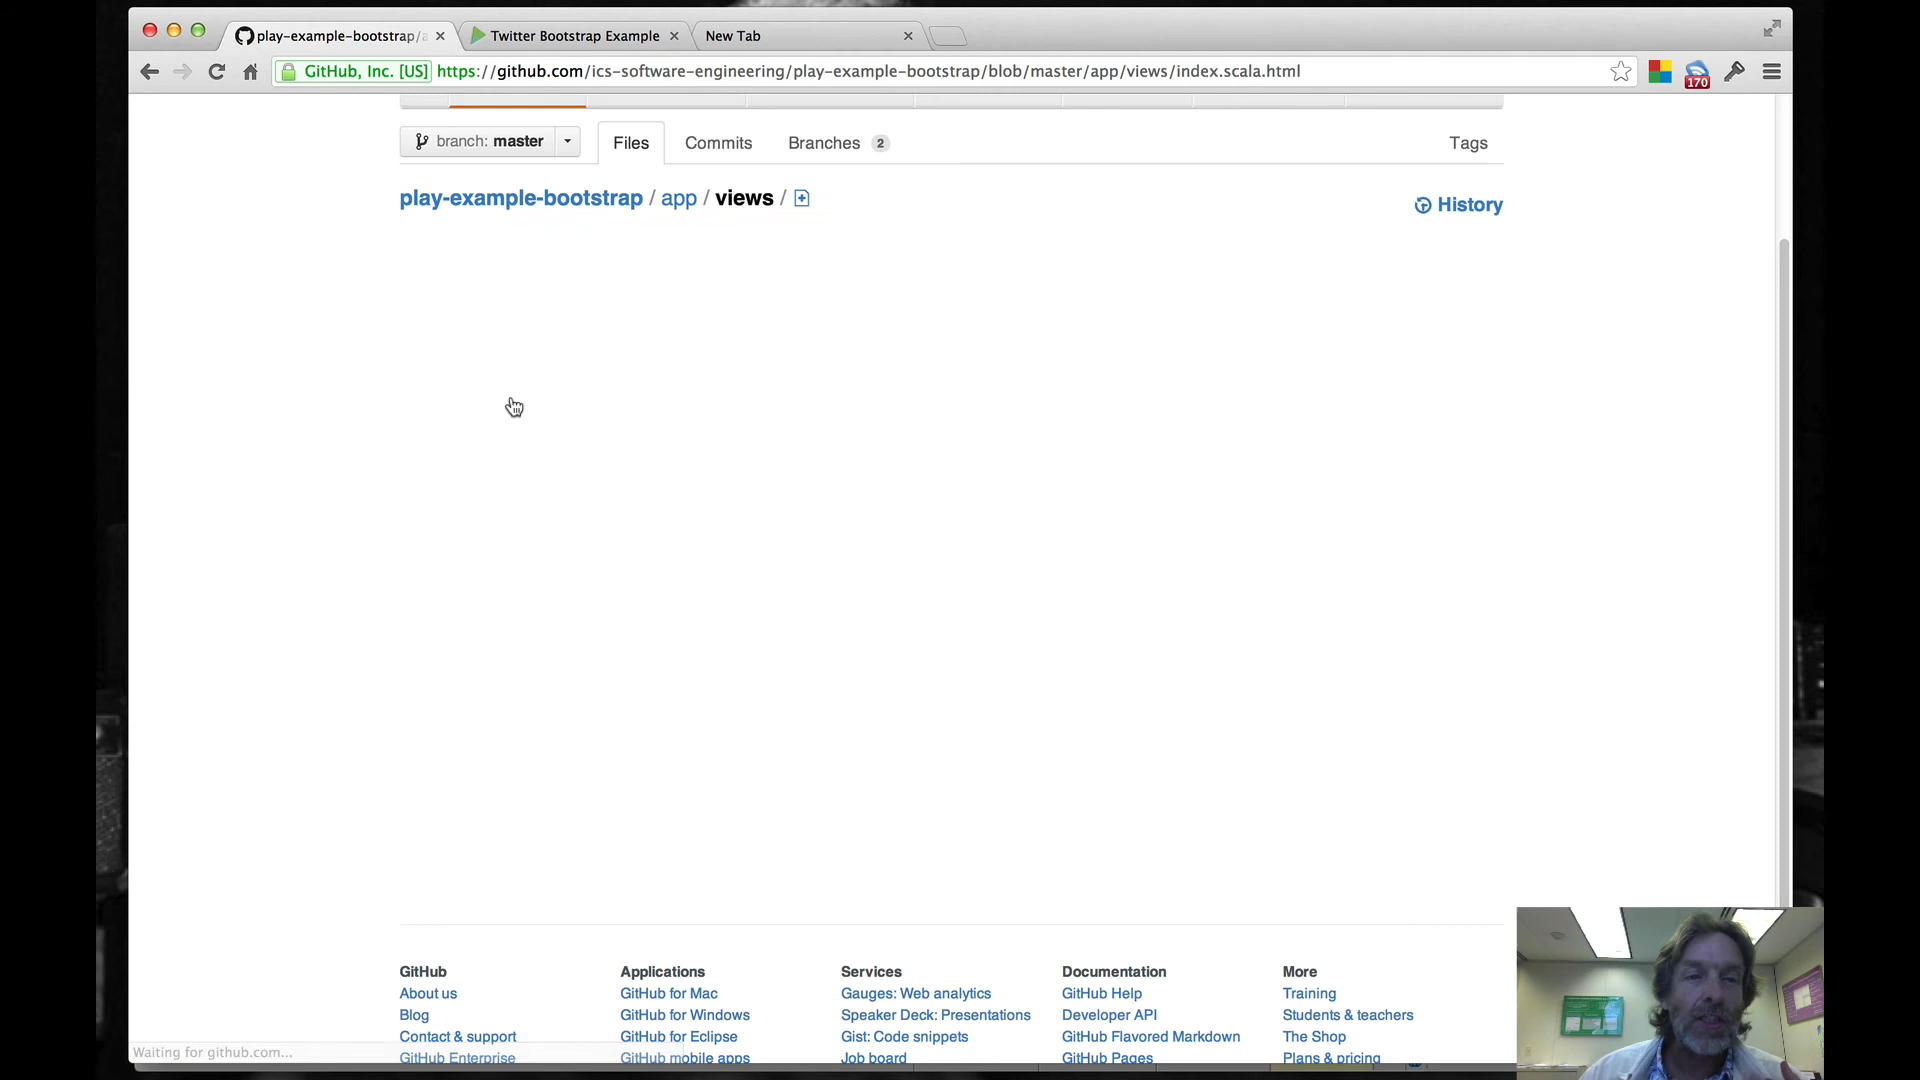 play-example-bootstrap/a
Twitter Bootstrap Example
New Tab
GitHub, Inc. [US] https://github.com/ics-software-engineering/play-example-bootstrap/blob/master/app/views/index.scala.html
170
branch: master
Files
Commits
Branches 2
Tags
play-example-bootstrap / app / views /
History
GitHub
Applications
Services
Documentation
More
About us
GitHub for Mac
Gauges: Web analytics
GitHub Help
Training
Blog
GitHub for Windows
Speaker Deck: Presentations
Developer API
Students & teachers
Contact & support
GitHub for Eclipse
Gist: Code snippets
GitHub Flavored Markdown
The Shop
GitHub Enterprise
GitHub mobile apps
Job board
GitHub Pages
Plans & pricing
Waiting for github.com...